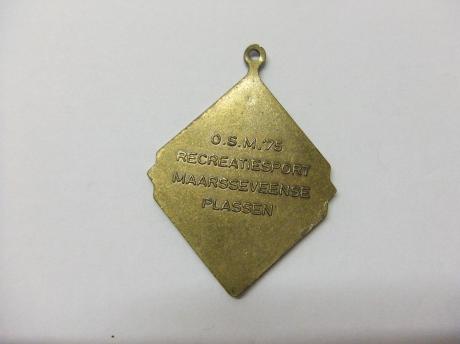 O.S.M.'75
RECREATIESPORT
MAARSSEVEENSE
PLASSEN